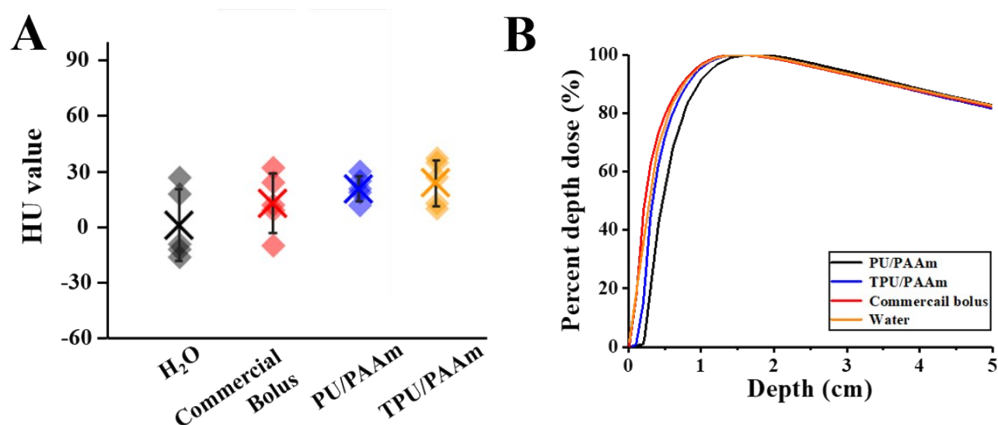 A
HU value
90
60
30
0
-30
-60
H₂O
Commercial
Bolus
PU/PAAm
TPU/PAAm
B
Percent depth dose (%)
100
80
60
40
20
0
PU/PAAm
TPU/PAAm
Commercail bolus
Water
0 1 2 3 4 5
Depth (cm)